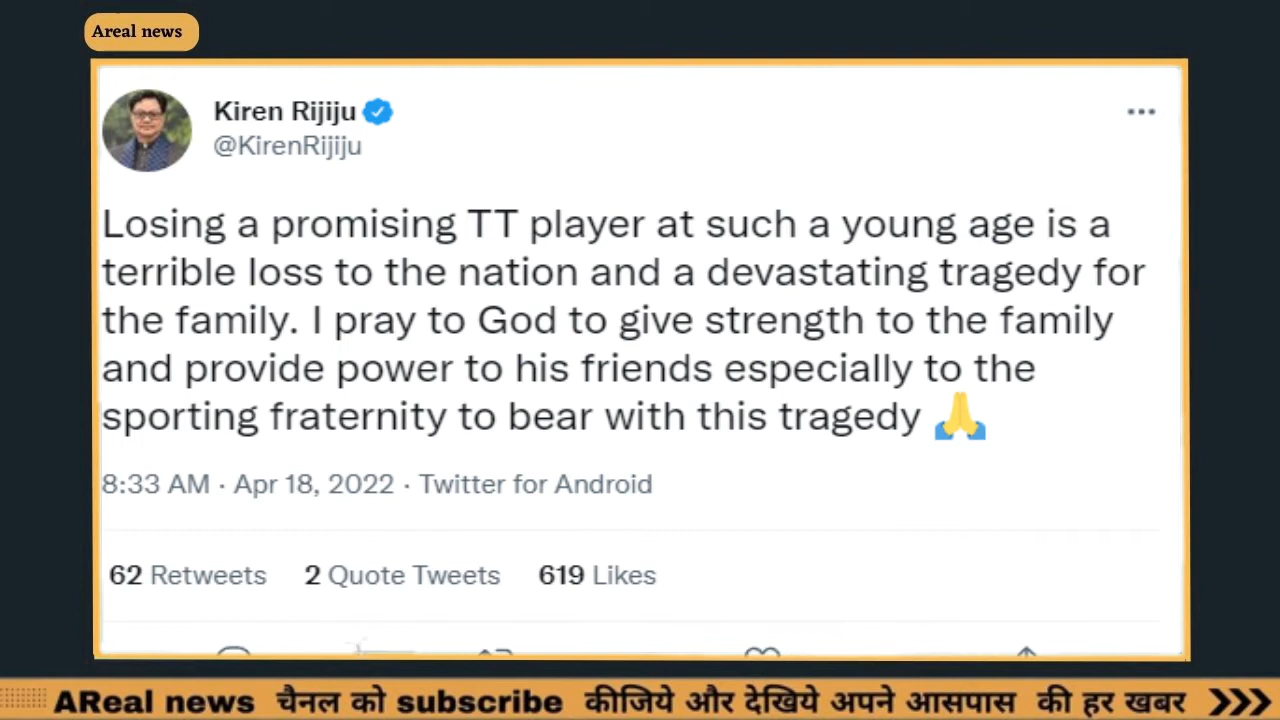 Areal news
Kiren Rijiju
@KirenRijiju
Losing a promising TT player at such a young age is a
terrible loss to the nation and a devastating tragedy for
the family. I pray to God to give strength to the family
and provide power to his friends especially to the
sporting fraternity to bear with this tragedy 🙏
8:33 AM · Apr 18, 2022 · Twitter for Android
62 Retweets 2 Quote Tweets 619 Likes
AReal news चैनल को subscribe कीजिये और देखिये अपने आसपास की हर खबर